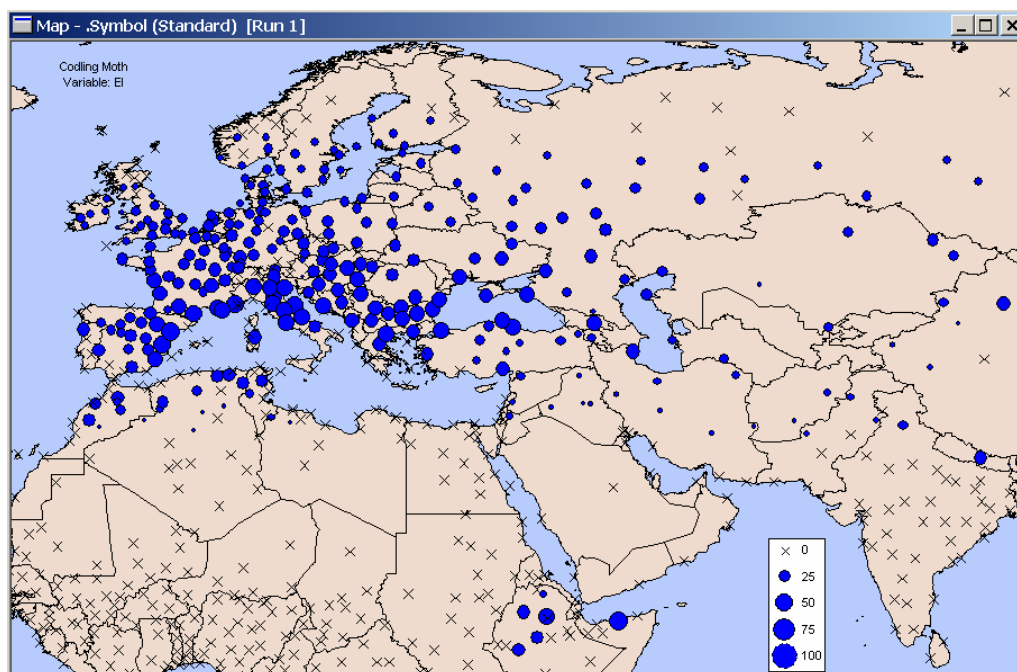 Map - .Symbol (Standard) [Run 1]
Codling Moth
Variable: EI
0
25
50
75
100